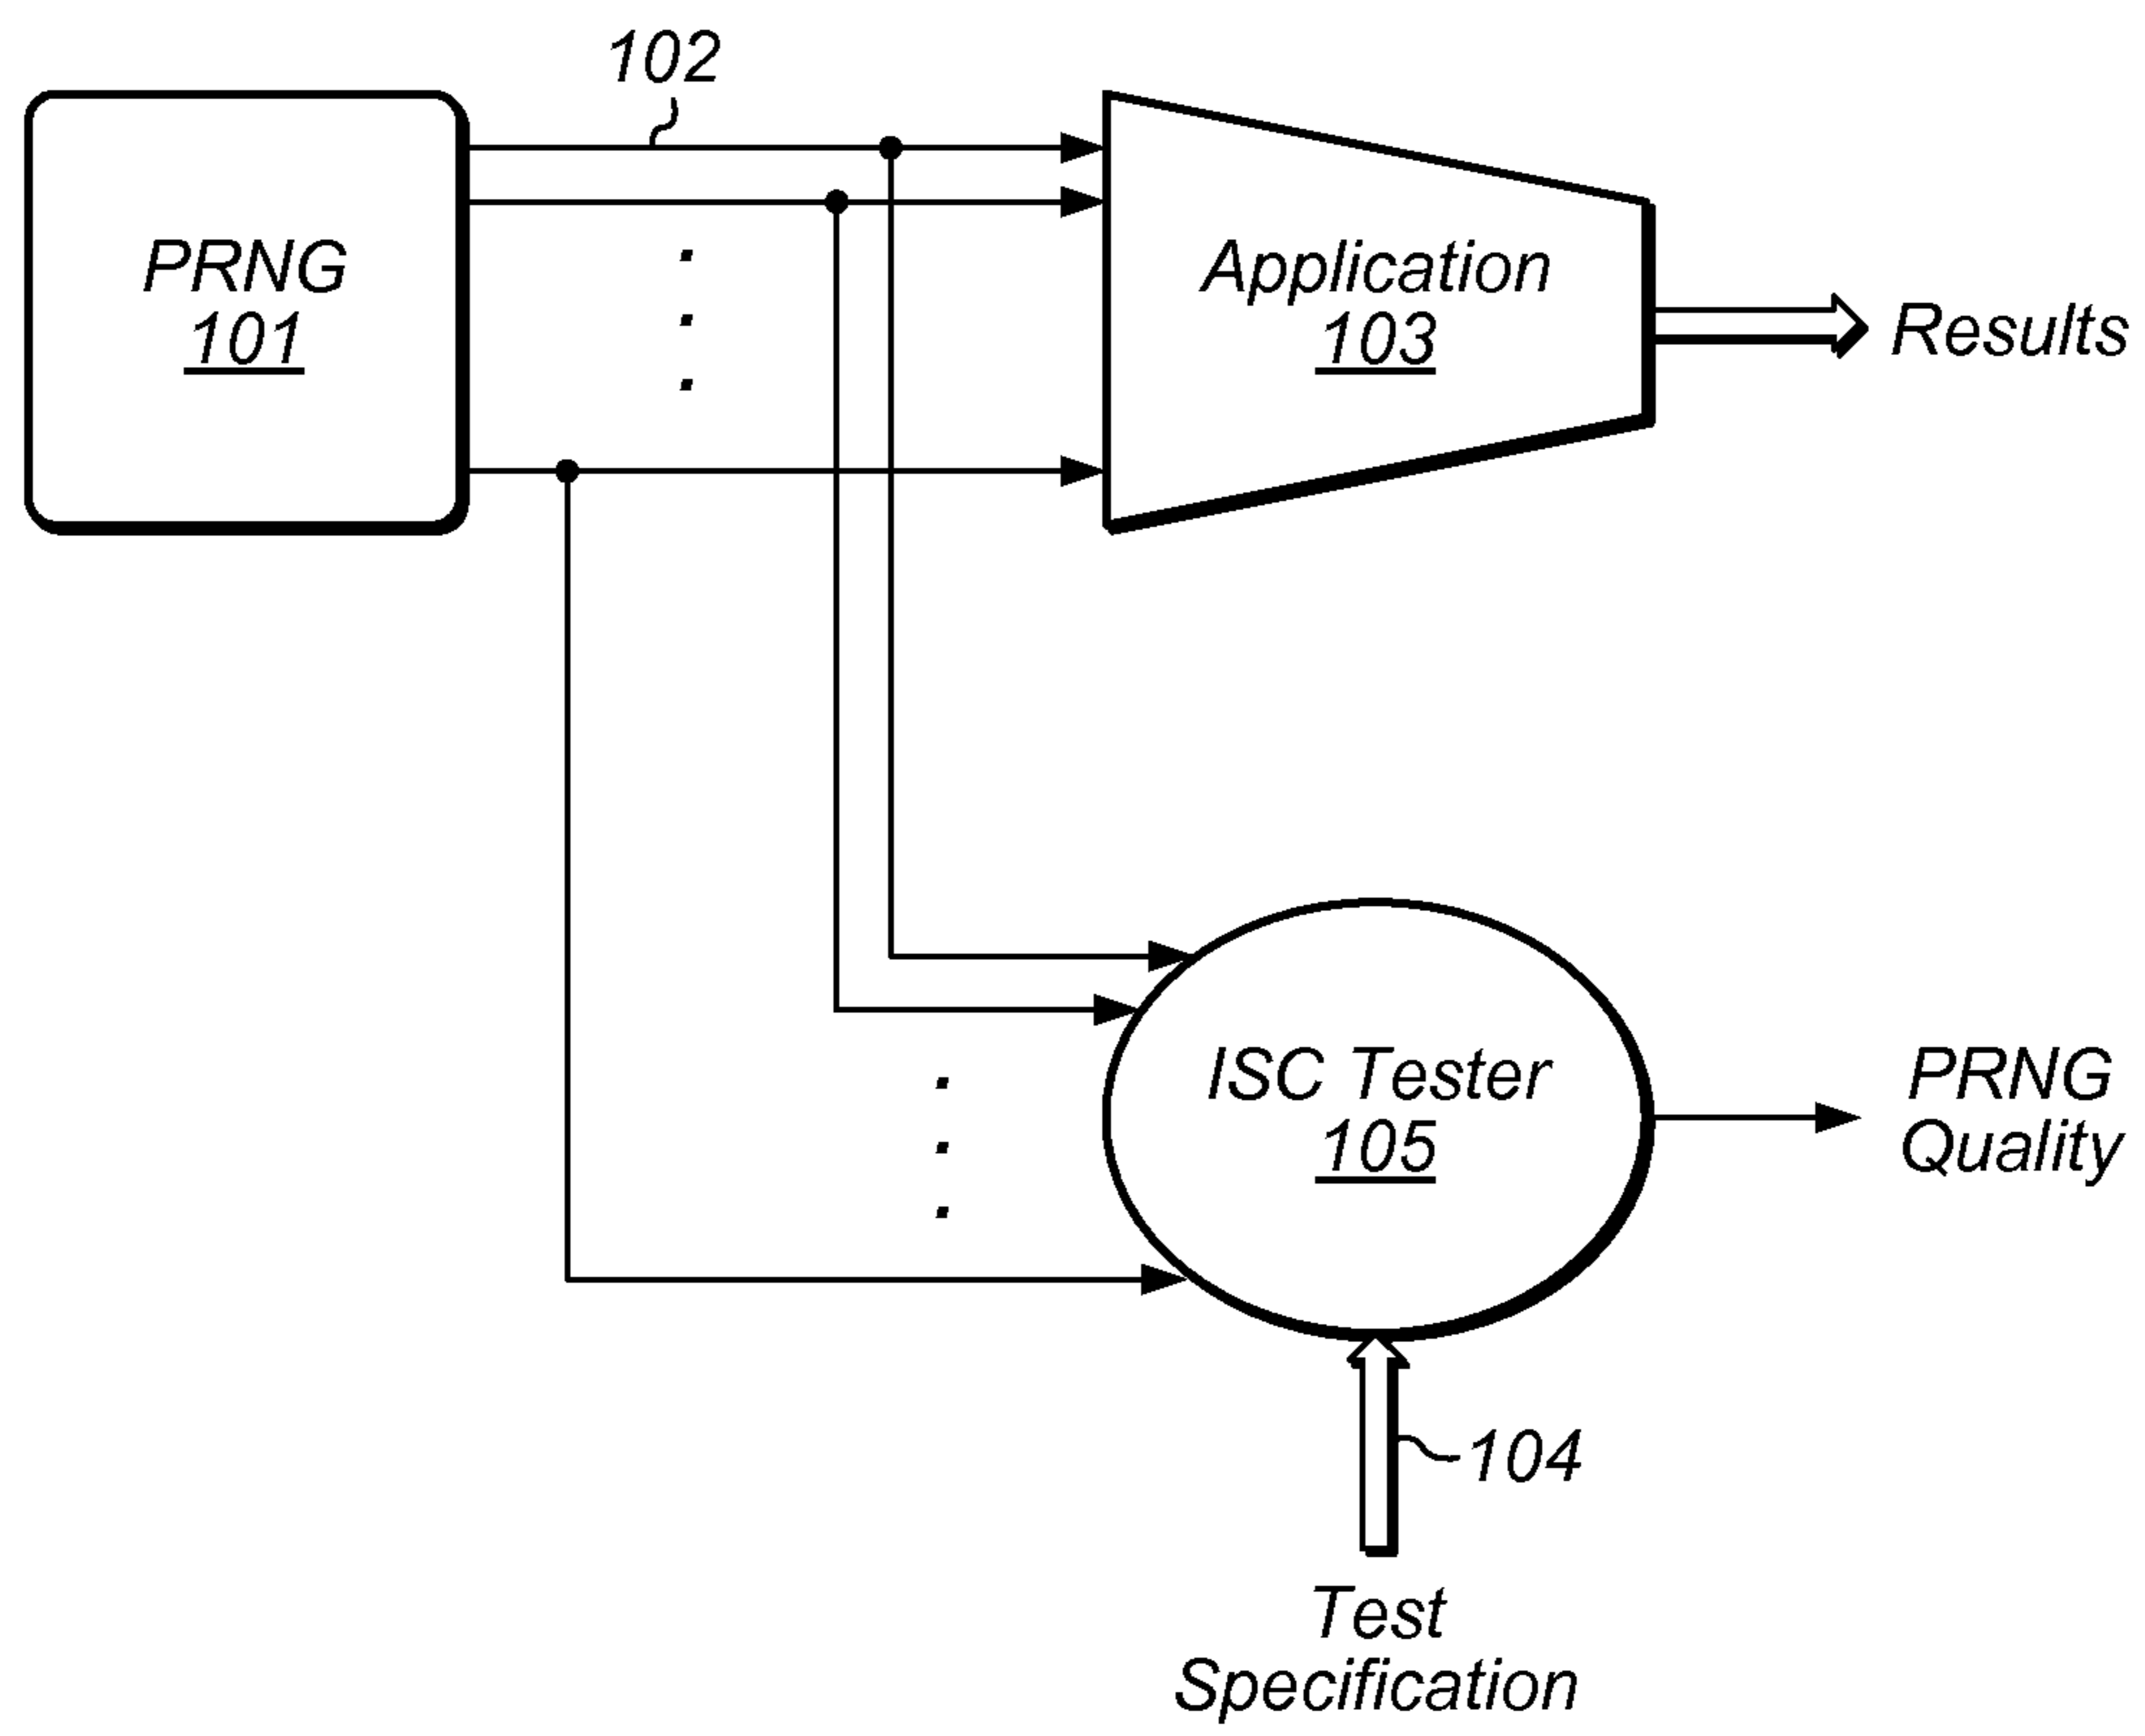 102
PRNG
101
Application
103
Results
ISC Tester
105
PRNG
Quality
104
Test
Specification